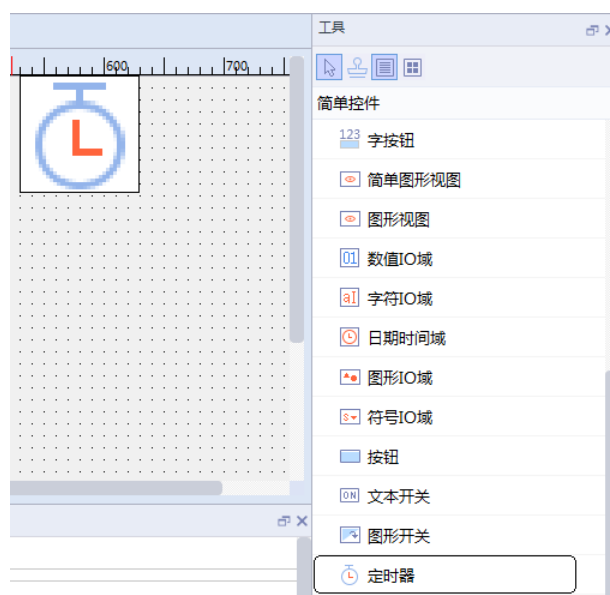 工具
600
700
简单控件
123 字按钮
简单图形视图
图形视图
01 数值IO域
aI 字符IO域
日期时间域
图形IO域
S 符号IO域
按钮
ON 文本开关
图形开关
定时器